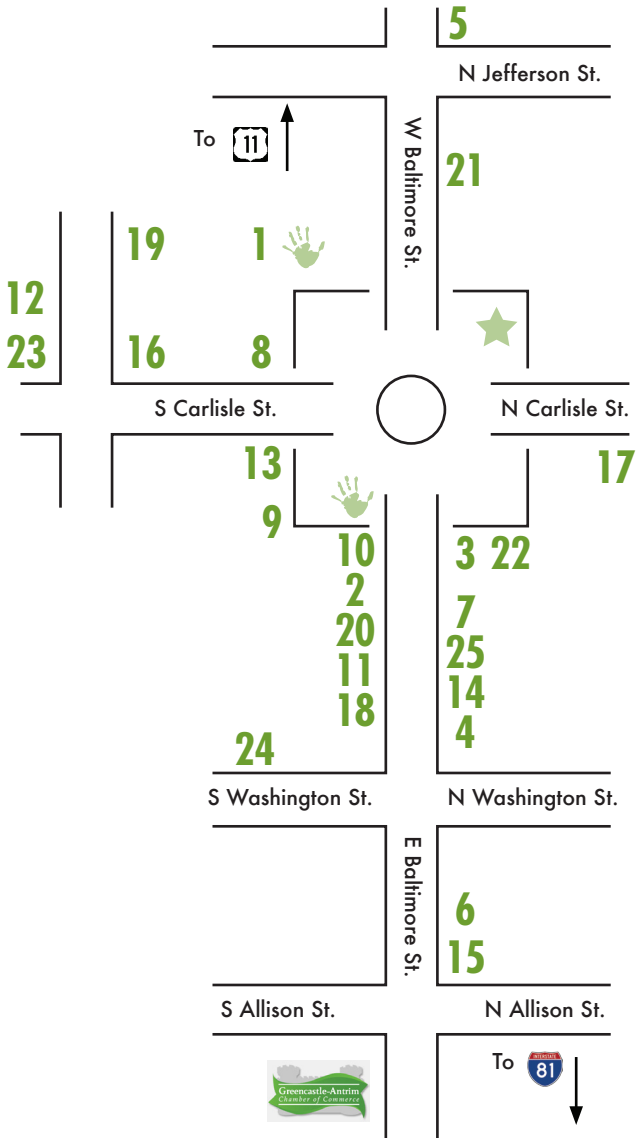 5
N Jefferson St.
To 11
W Baltimore St.
21
19 1
12
23 16 8
S Carlisle St. N Carlisle St.
13 17
9
10 3 22
2
7
20
25
11
14
18
4
24
S Washington St. N Washington St.
E Baltimore St.
6
15
S Allison St. N Allison St.
To INTERSTATE 81
Greencastle-Antrim
Chamber of Commerce